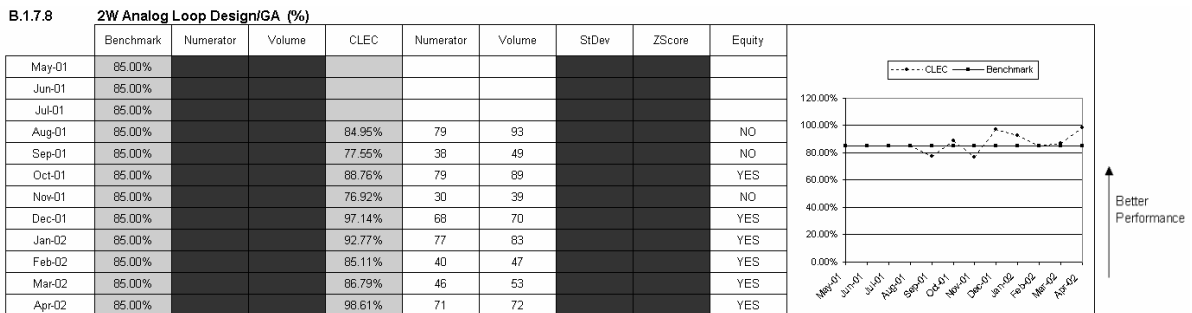 B.1.7.8 2W Analog Loop Design/GA (%)
Benchmark Numerator Volume CLEC Numerator Volume StDev ZScore Equity
May-01 85.00%
Jun-01 85.00%
Jul-01 85.00%
Aug-01 85.00% 84.95% 79 93 NO
Sep-01 85.00% 77.55% 38 49 NO
Oct-01 85.00% 88.76% 79 89 YES
Nov-01 85.00% 76.92% 30 39 NO
Dec-01 85.00% 97.14% 68 70 YES
Jan-02 85.00% 92.77% 77 83 YES
Feb-02 85.00% 85.11% 40 47 YES
Mar-02 85.00% 86.79% 46 53 YES
Apr-02 85.00% 98.61% 71 72 YES
CLEC Benchmark
120.00%
100.00%
80.00%
60.00%
40.00%
20.00%
0.00%
May-01 Jun-01 Jul-01 Aug-01 Sep-01 Oct-01 Nov-01 Dec-01 Jan-02 Feb-02 Mar-02 Apr-02
Better
Performance